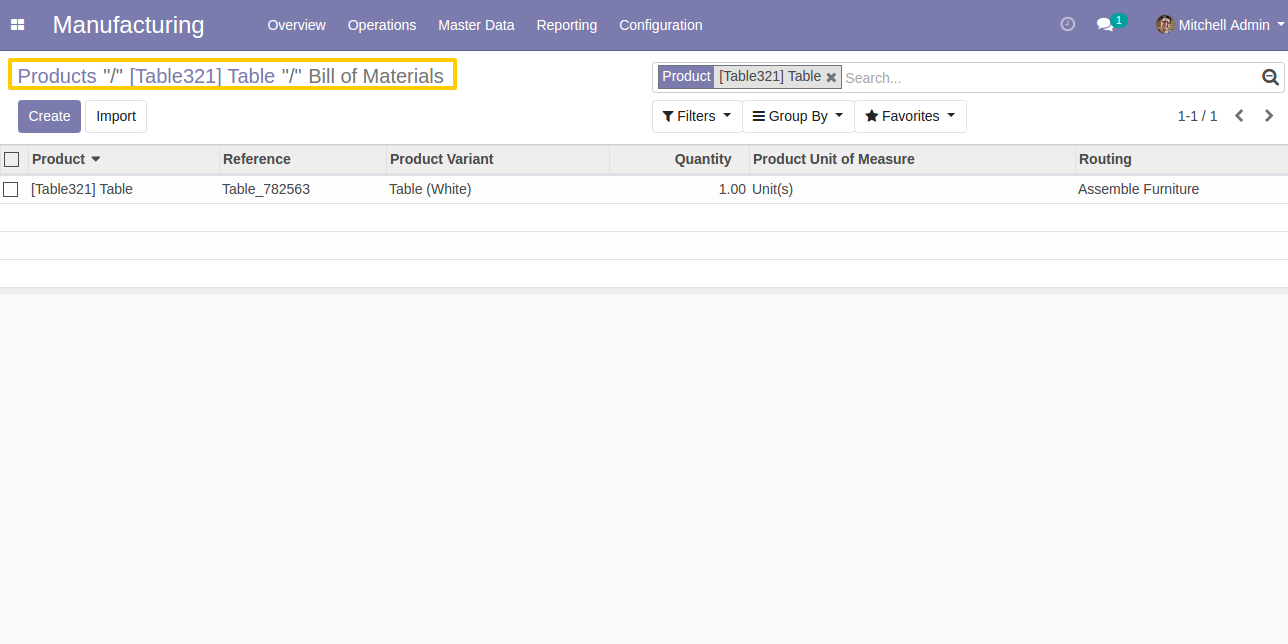 Manufacturing Overview Operations Master Data Reporting Configuration 1 Mitchell Admin
Products "/" [Table321] Table "/" Bill of Materials
Product [Table321] Table Search...
Create Import Filters Group By Favorites 1-1 / 1
Product Reference Product Variant Quantity Product Unit of Measure Routing
[Table321] Table Table_782563 Table (White) 1.00 Unit(s) Assemble Furniture